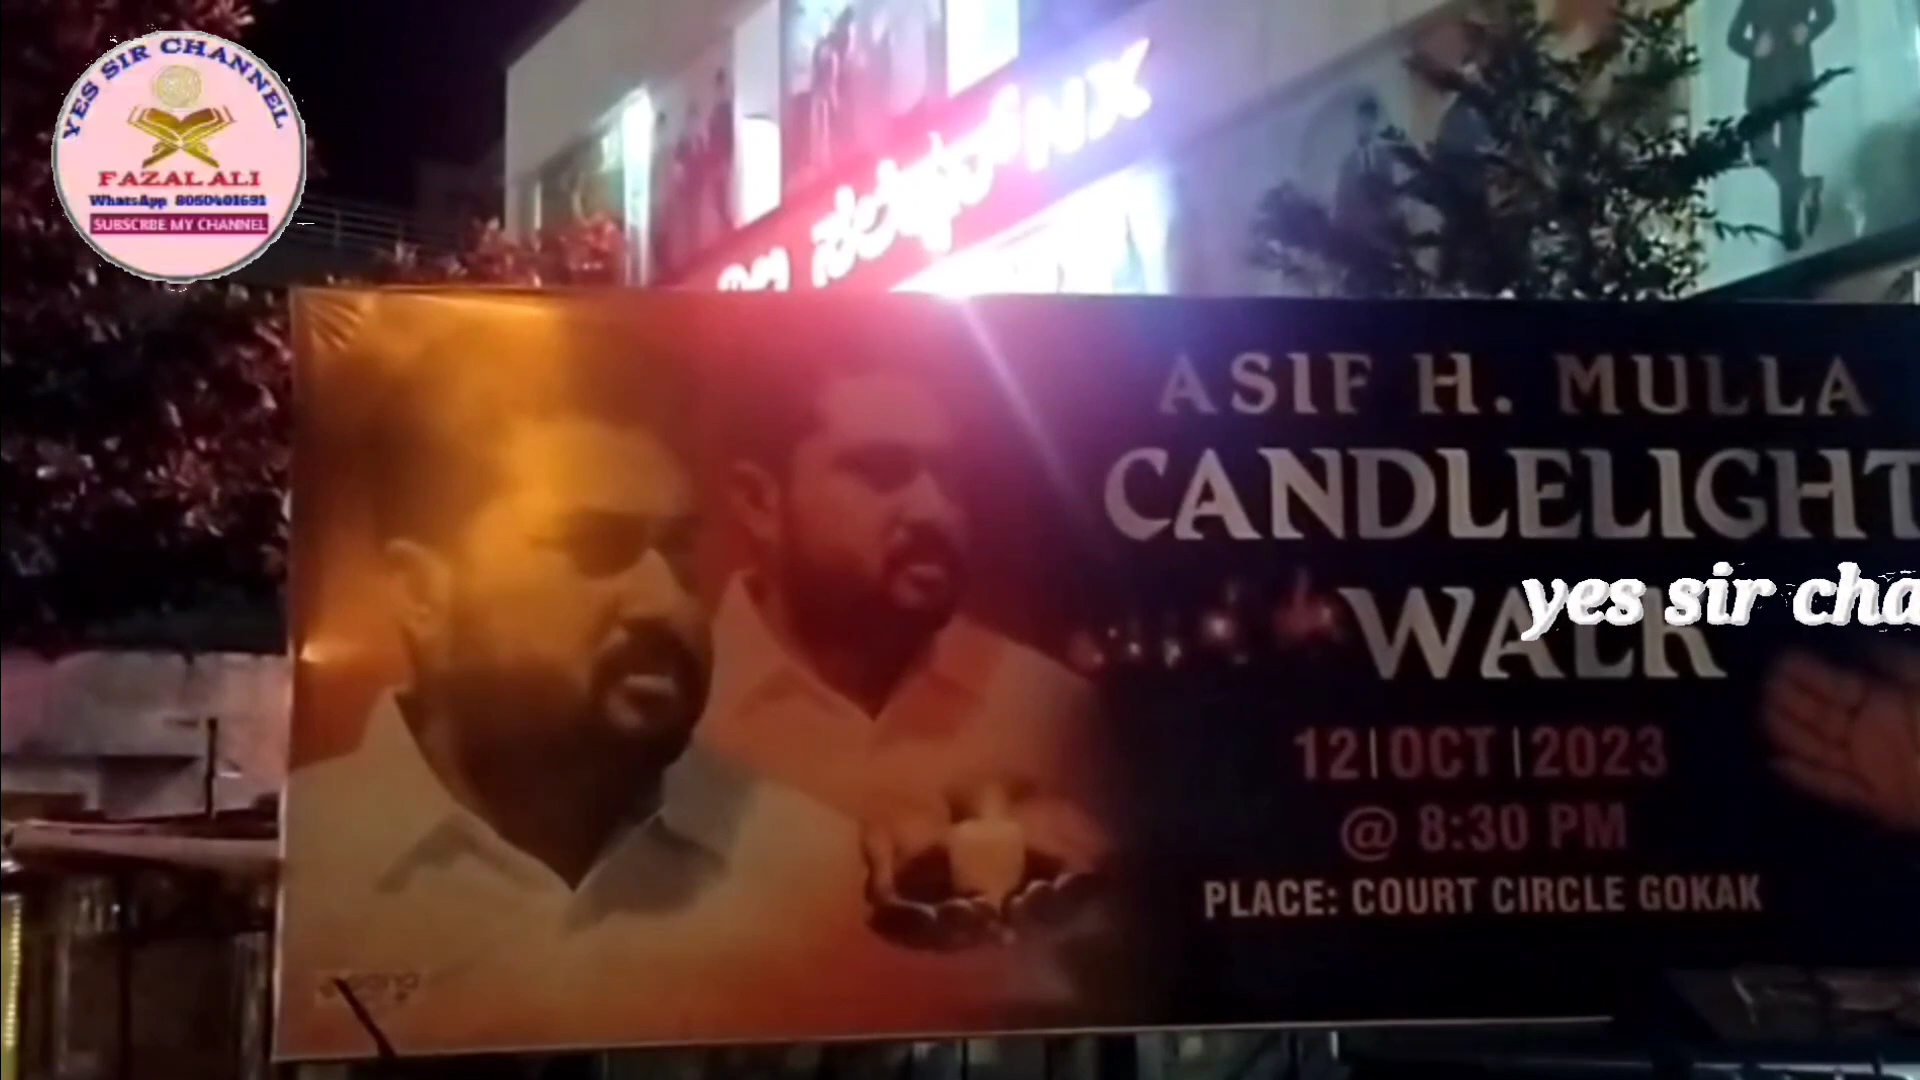 YES SIR CHANNEL
FAZAL ALI
WhatsApp 8050401691
SUBSCRBE MY CHANNEL
NX
ASIF H. MULLA
CANDLELIGHT
WALK
yes sir cha
12|OCT|2023
@ 8:30 PM
PLACE: COURT CIRCLE GOKAK